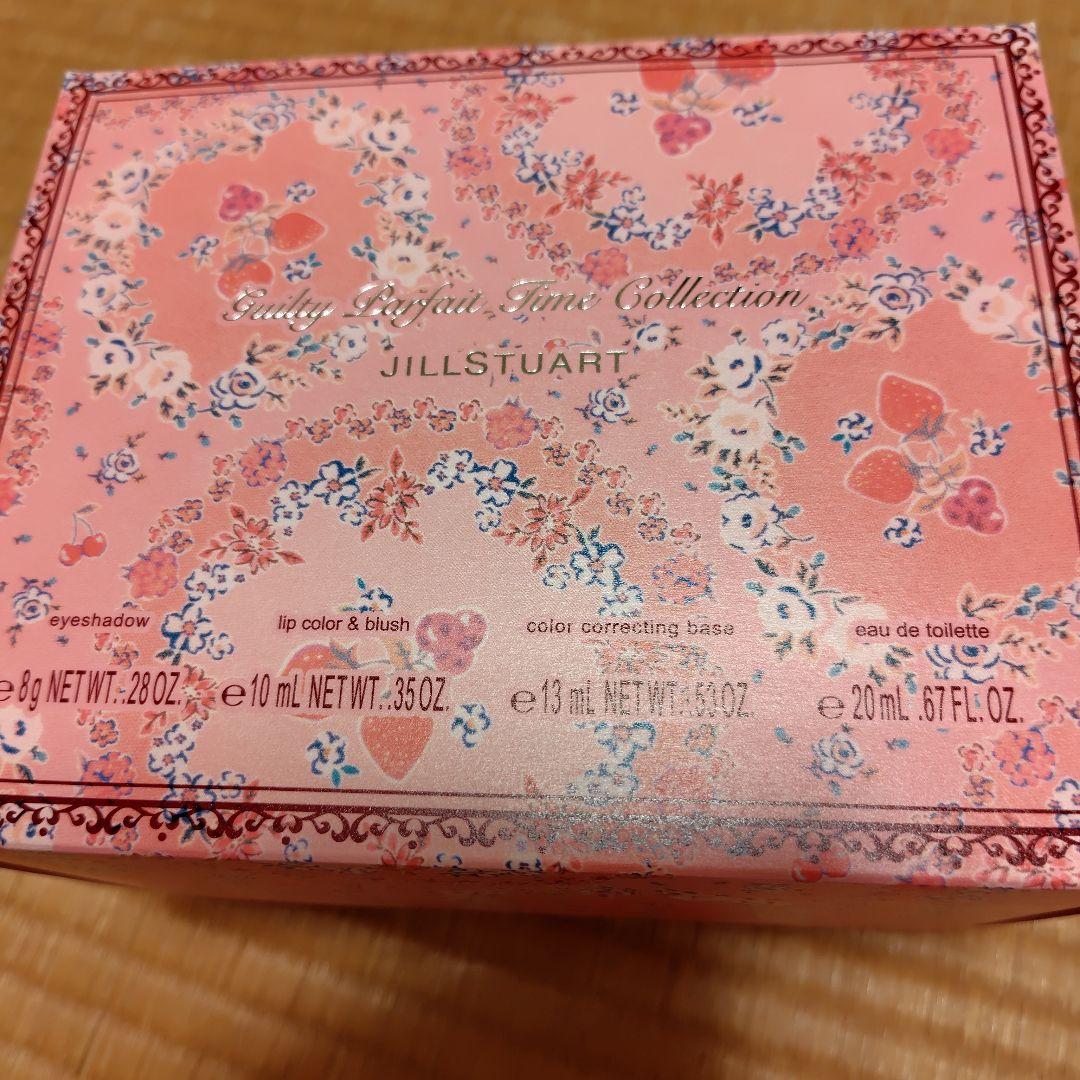 Guilty Parfait Time Collection
JILLSTUART
eyeshadow
℮8g NET WT. .28 OZ.
lip color & blush
℮10 mL NET WT. .35 OZ.
color correcting base
℮13 mL NET WT. .53 OZ.
eau de toilette
℮20 mL .67 FL. OZ.